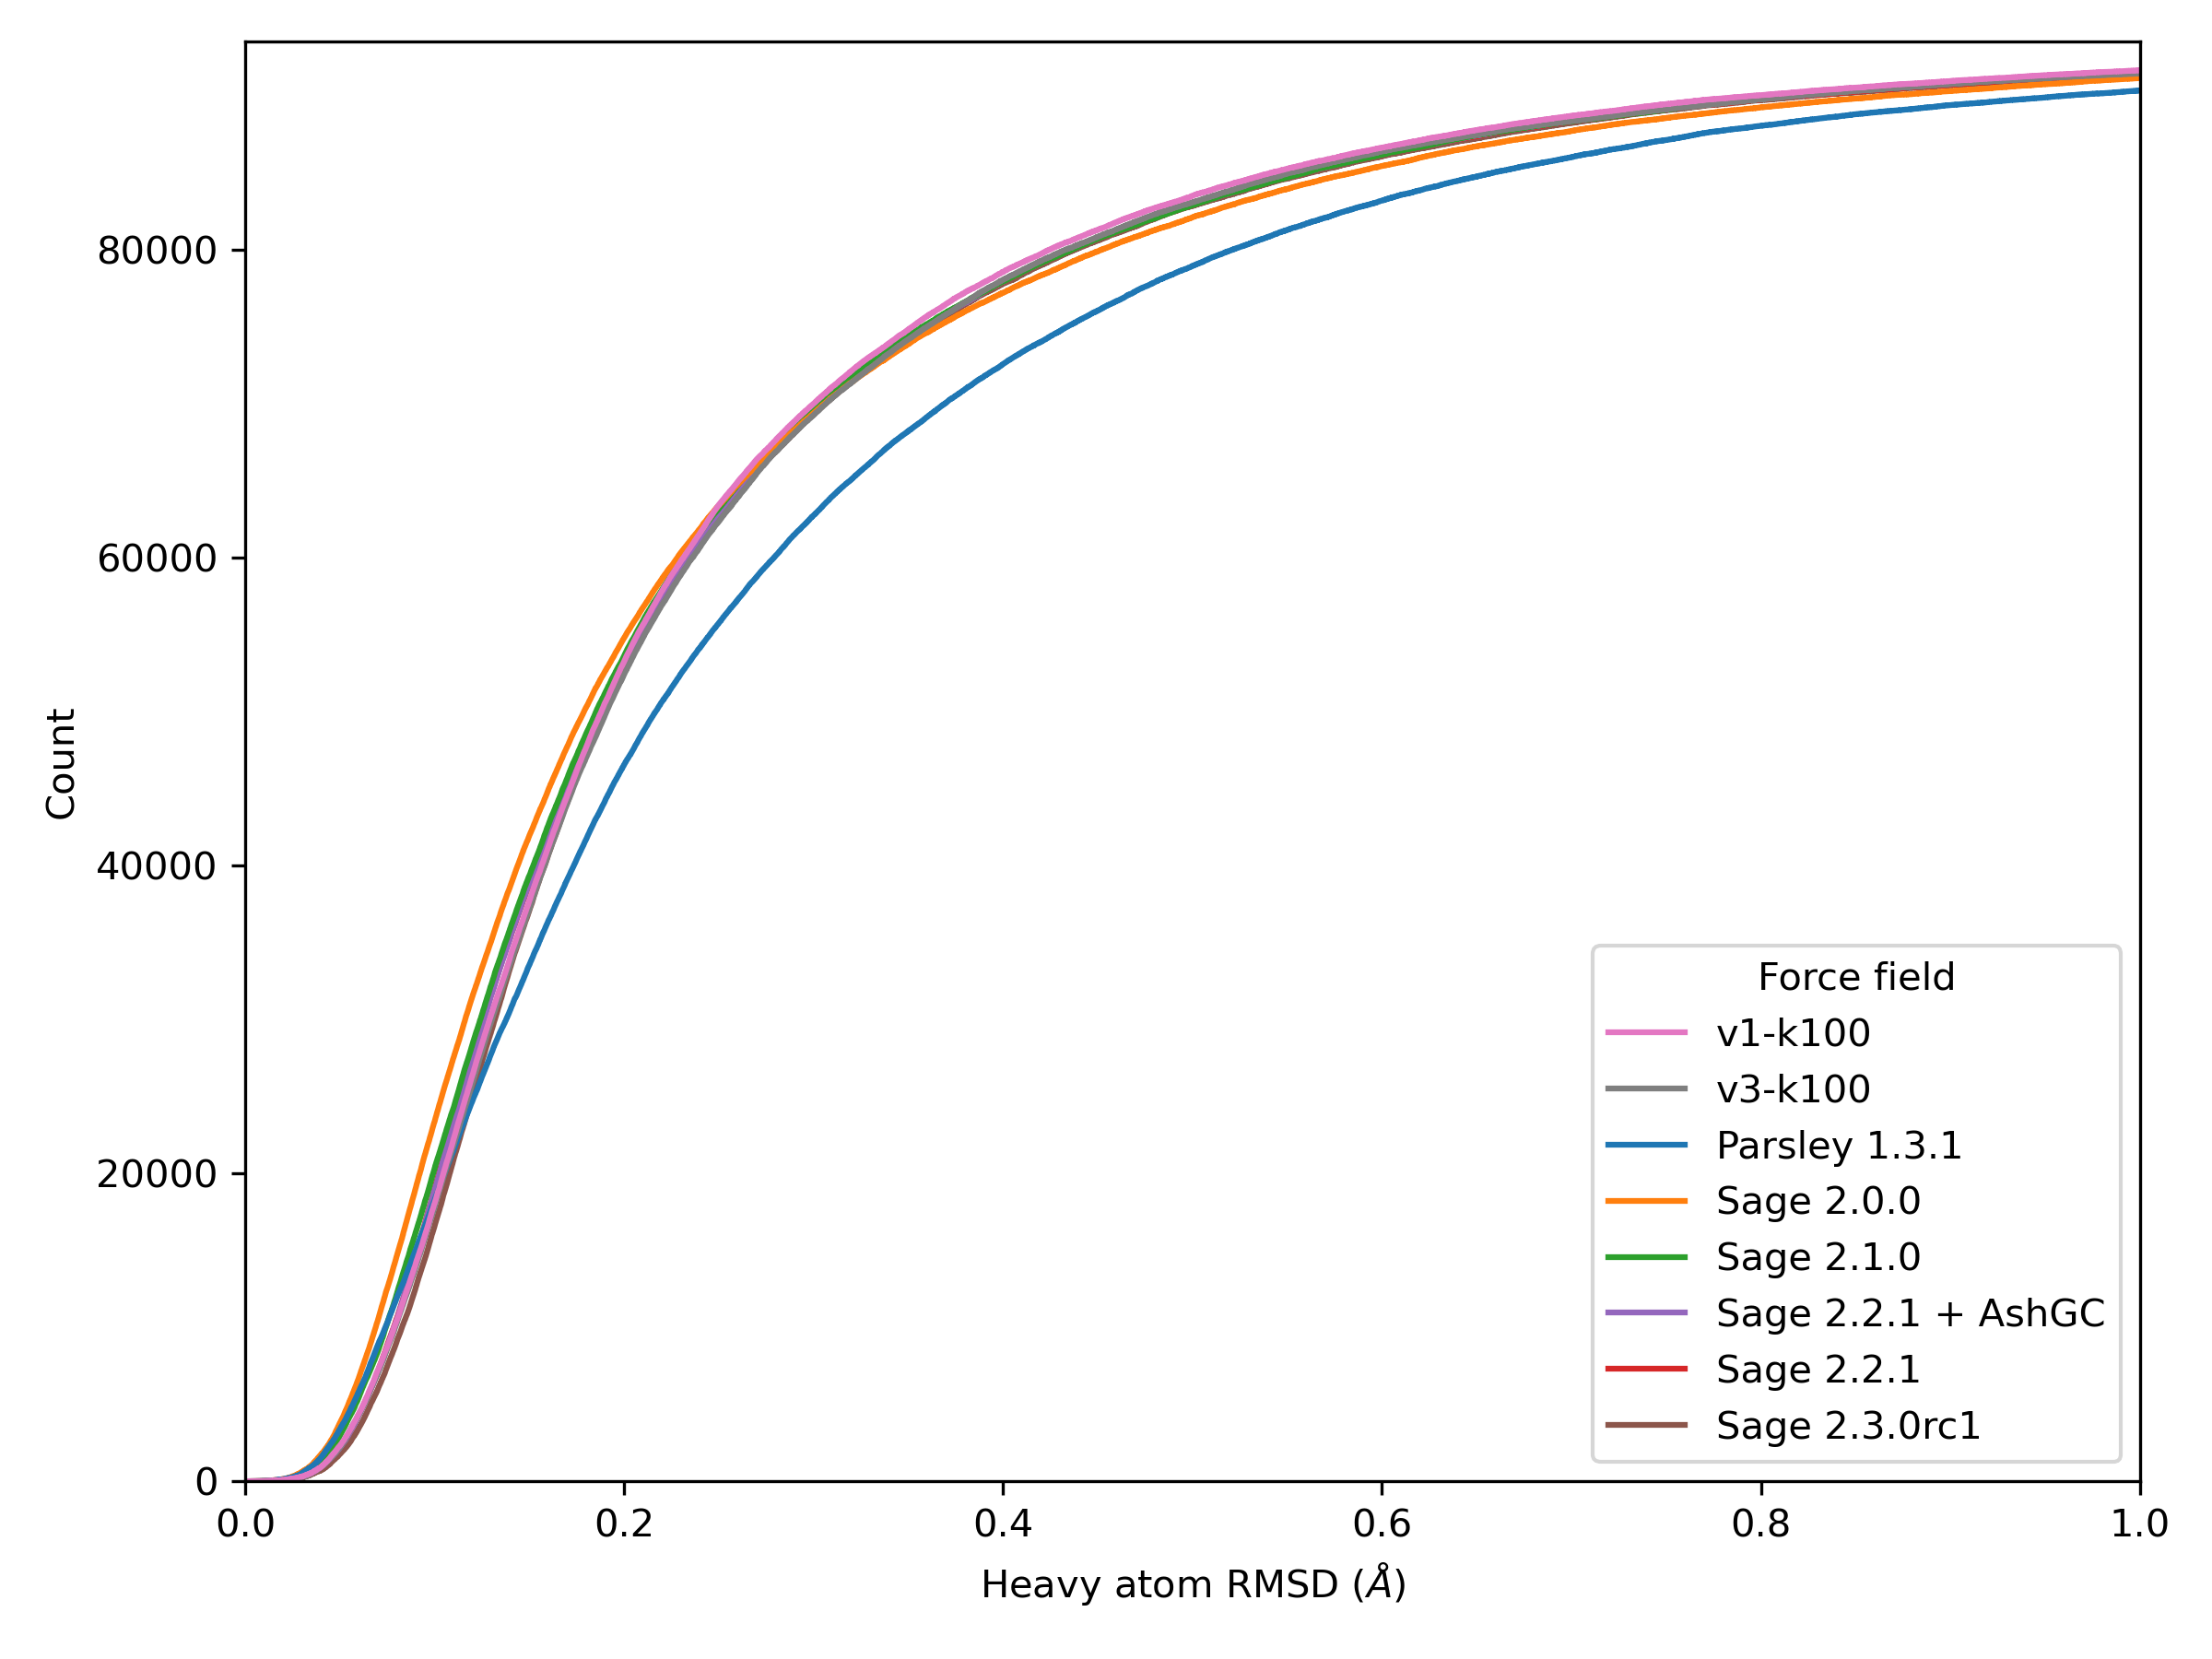 80000
60000
40000
20000
0
Count
0.0
0.2
0.4
0.6
0.8
1.0
Heavy atom RMSD (Å)
Force field
v1-k100
v3-k100
Parsley 1.3.1
Sage 2.0.0
Sage 2.1.0
Sage 2.2.1 + AshGC
Sage 2.2.1
Sage 2.3.0rc1